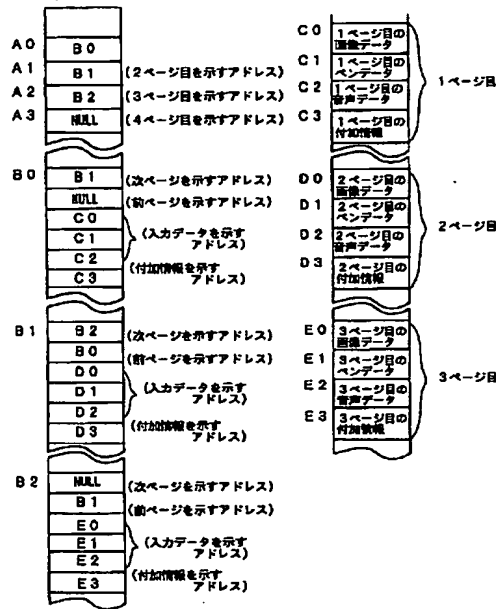 A0 B0
A1 B1 (2ページ目を示すアドレス)
A2 B2 (3ページ目を示すアドレス)
A3 NULL (4ページ目を示すアドレス)
B0 B1 (次ページを示すアドレス)
NULL (前ページを示すアドレス)
C0
C1 (入力データを示す
アドレス)
C2
C3 (付加情報を示す
アドレス)
B1 B2 (次ページを示すアドレス)
B0 (前ページを示すアドレス)
D0
D1 (入力データを示す
アドレス)
D2
D3 (付加情報を示す
アドレス)
B2 NULL (次ページを示すアドレス)
B1 (前ページを示すアドレス)
E0
E1 (入力データを示す
アドレス)
E2
E3 (付加情報を示す
アドレス)
C0 1ページ目の
画像データ
C1 1ページ目の
ペンデータ
C2 1ページ目の
音声データ
C3 1ページ目の
付加情報
1ページ目
D0 2ページ目の
画像データ
D1 2ページ目の
ペンデータ
D2 2ページ目の
音声データ
D3 2ページ目の
付加情報
2ページ目
E0 3ページ目の
画像データ
E1 3ページ目の
ペンデータ
E2 3ページ目の
音声データ
E3 3ページ目の
付加情報
3ページ目